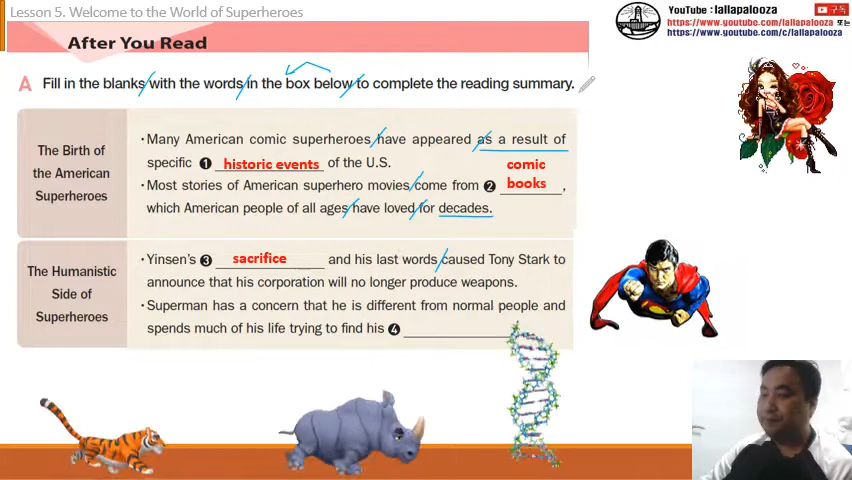 Lesson 5. Welcome to the World of Superheroes
YouTube : lallapalooza 구독
https://www.youtube.com/lallapalooza 또는
https://www.youtube.com/c/lallapalooza
After You Read
A Fill in the blanks with the words in the box below to complete the reading summary.
The Birth of
the American
Superheroes
·Many American comic superheroes have appeared as a result of
specific ❶ historic events of the U.S.
·Most stories of American superhero movies come from ❷ comic books ,
which American people of all ages have loved for decades.
The Humanistic
Side of
Superheroes
·Yinsen's ❸ sacrifice and his last words caused Tony Stark to
announce that his corporation will no longer produce weapons.
·Superman has a concern that he is different from normal people and
spends much of his life trying to find his ❹